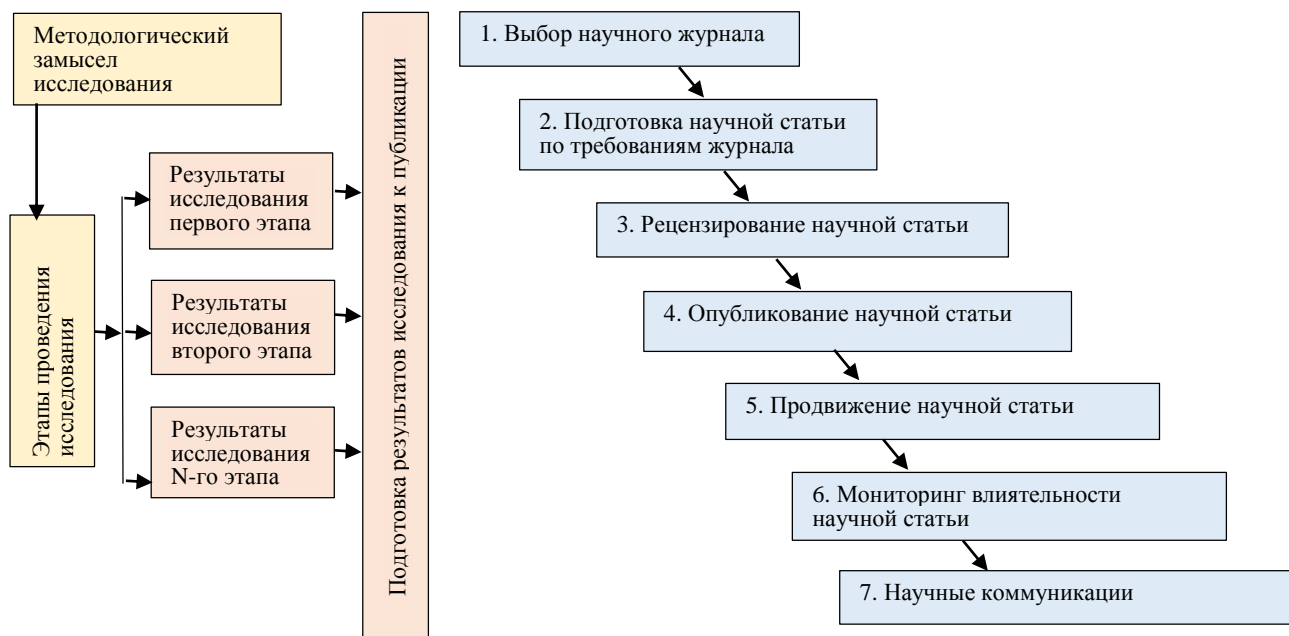 Методологический
замысел
исследования
Этапы проведения
исследования
Результаты
исследования
первого этапа
Результаты
исследования
второго этапа
Результаты
исследования
N-го этапа
Подготовка результатов исследования к публикации
1. Выбор научного журнала
2. Подготовка научной статьи
по требованиям журнала
3. Рецензирование научной статьи
4. Опубликование научной статьи
5. Продвижение научной статьи
6. Мониторинг влиятельности
научной статьи
7. Научные коммуникации